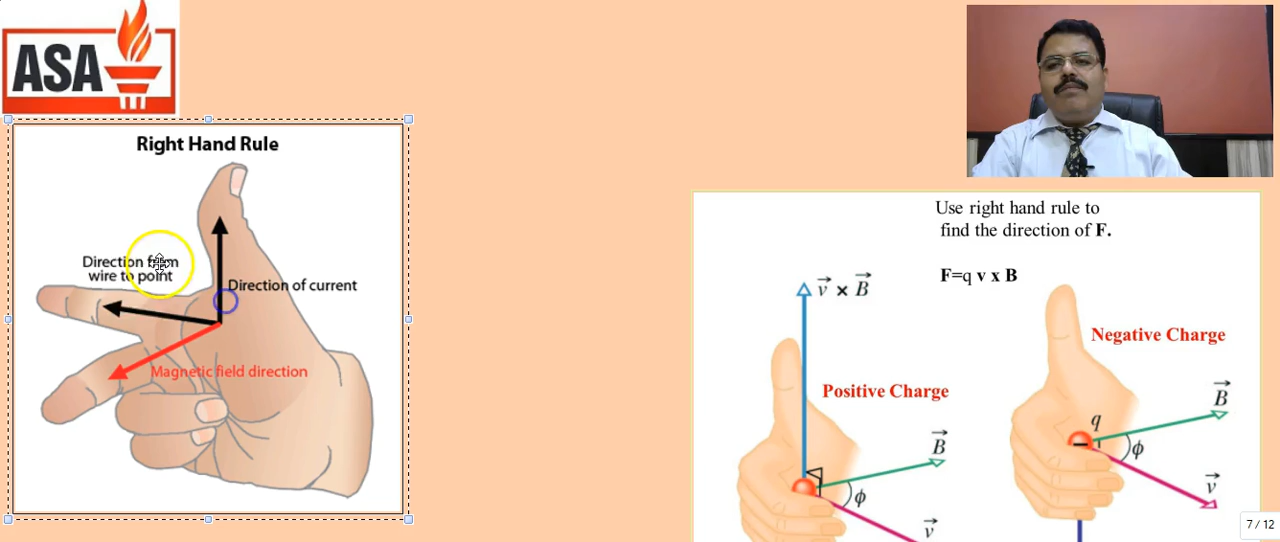 ASA
Right Hand Rule
Direction from
wire to point
Direction of current
Magnetic field direction
Use right hand rule to
find the direction of F.
F=q v x B
v × B
Positive Charge
B
ϕ
v
Negative Charge
B
q
ϕ
v
7 / 12